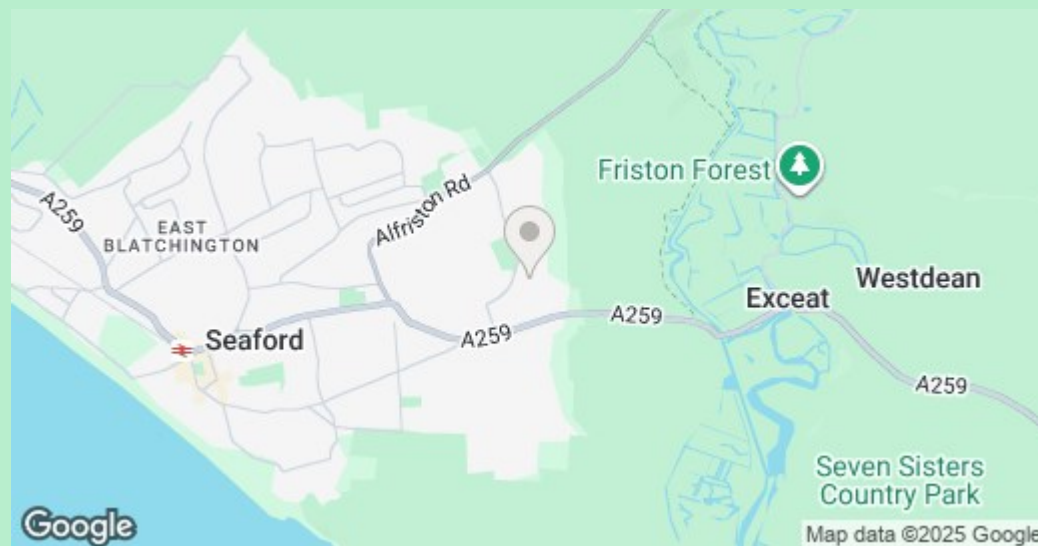 A259
EAST
BLATCHINGTON
Alfriston Rd
Friston Forest
Westdean
Exceat
A259
A259
Seaford
A259
Seven Sisters
Country Park
Google
Map data ©2025 Google